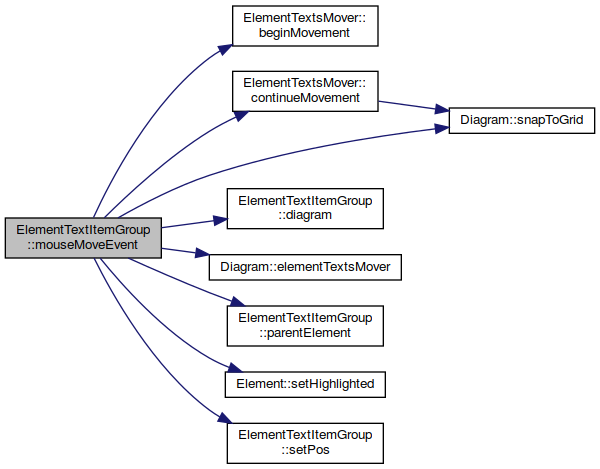 ElementTextsMover::
beginMovement
ElementTextsMover::
continueMovement
Diagram::snapToGrid
ElementTextItemGroup
::diagram
ElementTextItemGroup
::mouseMoveEvent
Diagram::elementTextsMover
ElementTextItemGroup
::parentElement
Element::setHighlighted
ElementTextItemGroup
::setPos